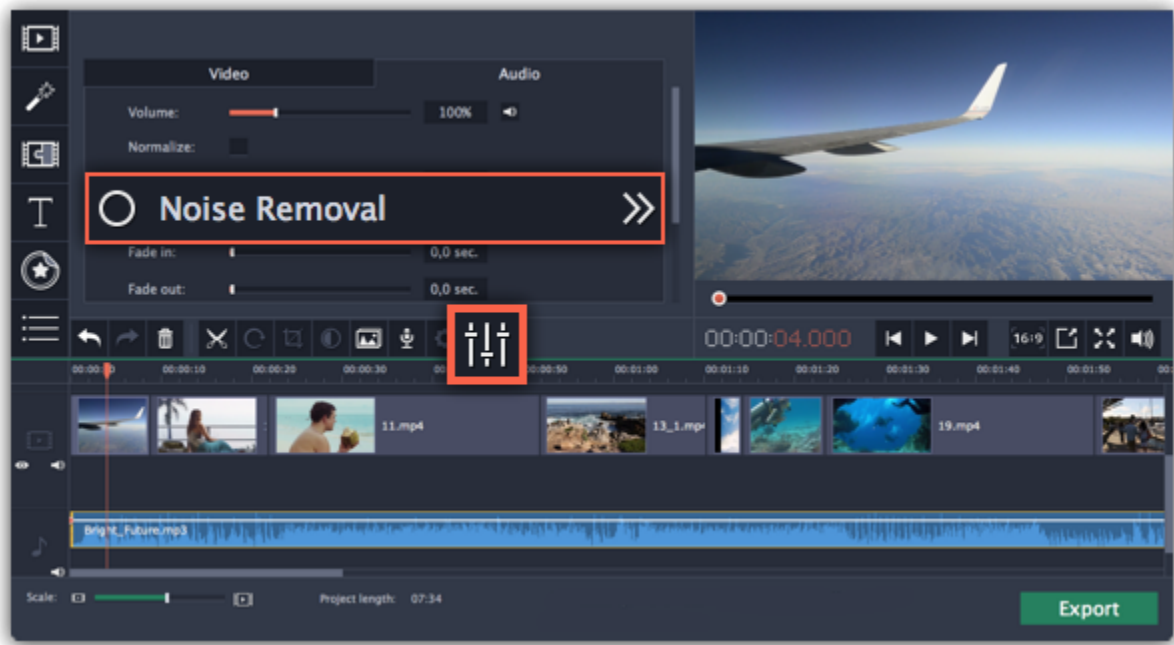 Video Audio
Volume: 100%
Normalize:
Noise Removal
Fade in: 0,0 sec.
Fade out: 0,0 sec.
T
00:00:04.000 16:9
00:00:10 00:00:20 00:00:30 00:00:50 00:01:00 00:01:10 00:01:20 00:01:30 00:01:40 00:01:50
11.mp4 13_1.mp4 19.mp4
Bright_Future.mp3
Scale: Project length: 07:34
Export